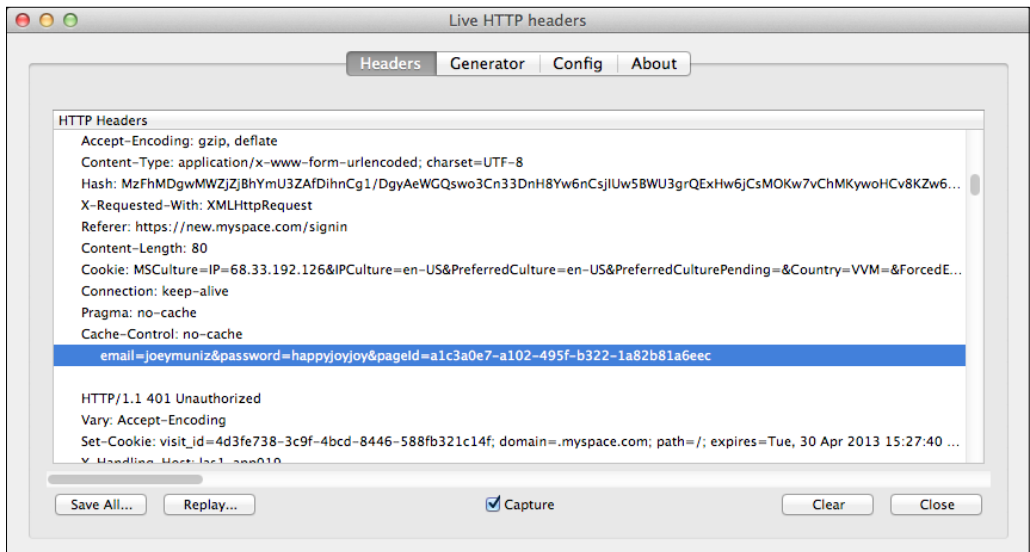 Live HTTP headers
Headers Generator Config About
HTTP Headers
Accept-Encoding: gzip, deflate
Content-Type: application/x-www-form-urlencoded; charset=UTF-8
Hash: MzFhMDgwMWZjZjBhYmU3ZAfDihnCg1/DgyAeWGQswo3Cn33DnH8Yw6nCsjlUw5BWU3grQExHw6jCsMOKw7vChMKywoHCv8KZw6...
X-Requested-With: XMLHttpRequest
Referer: https://new.myspace.com/signin
Content-Length: 80
Cookie: MSCulture=IP=68.33.192.126&IPCulture=en-US&PreferredCulture=en-US&PreferredCulturePending=&Country=VVM=&ForcedE...
Connection: keep-alive
Pragma: no-cache
Cache-Control: no-cache
email=joeymuniz&password=happyjoyjoy&pageId=a1c3a0e7-a102-495f-b322-1a82b81a6eec
HTTP/1.1 401 Unauthorized
Vary: Accept-Encoding
Set-Cookie: visit_id=4d3fe738-3c9f-4bcd-8446-588fb321c14f; domain=.myspace.com; path=/; expires=Tue, 30 Apr 2013 15:27:40 ...
X-Handling-Host: las1-app019
Save All... Replay... Capture Clear Close